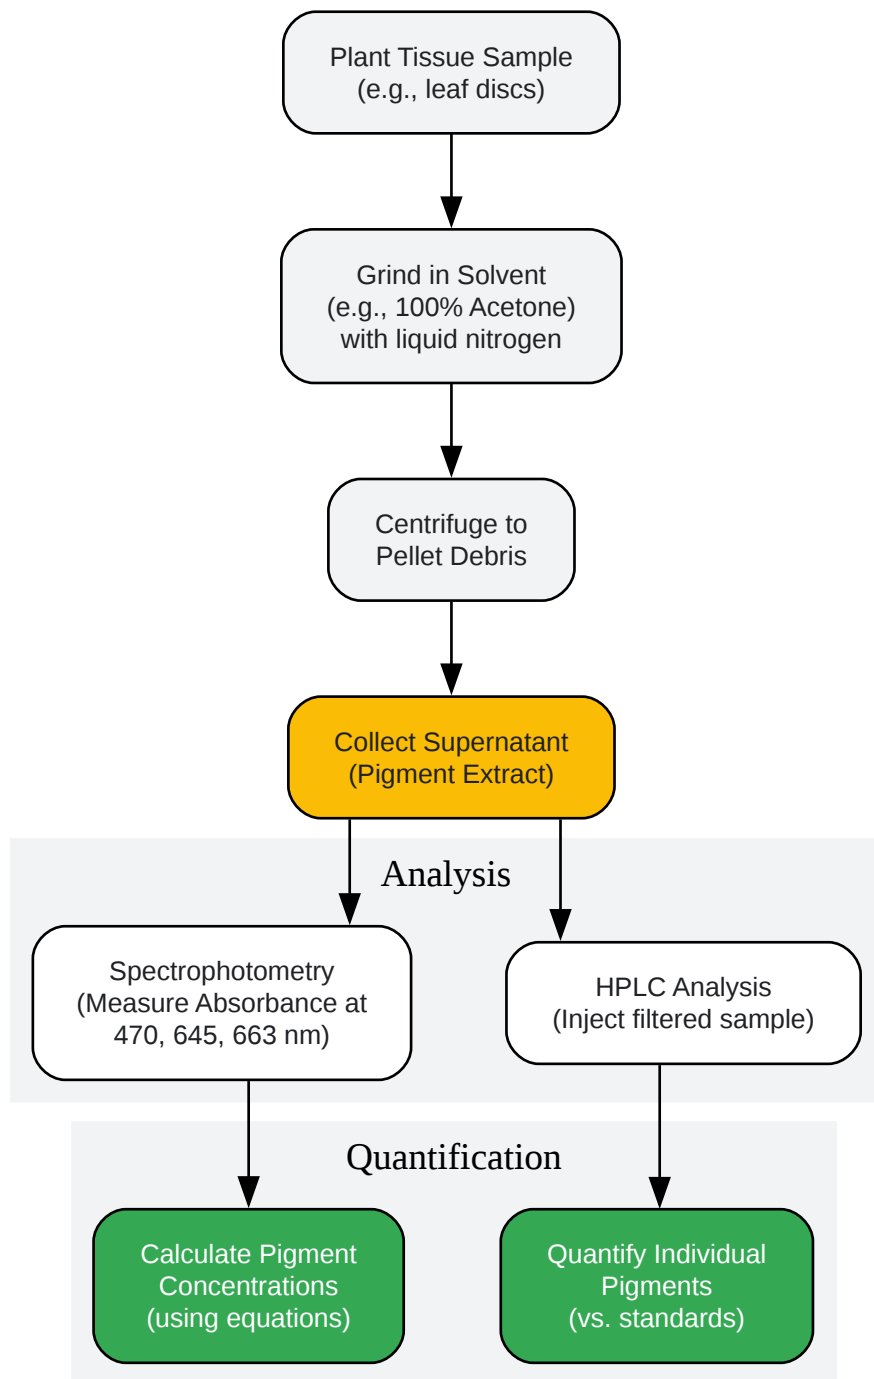 Plant Tissue Sample
(e.g., leaf discs)
Grind in Solvent
(e.g., 100% Acetone)
with liquid nitrogen
Centrifuge to
Pellet Debris
Collect Supernatant
(Pigment Extract)
Analysis
Spectrophotometry
(Measure Absorbance at
470, 645, 663 nm)
HPLC Analysis
(Inject filtered sample)
Quantification
Calculate Pigment
Concentrations
(using equations)
Quantify Individual
Pigments
(vs. standards)